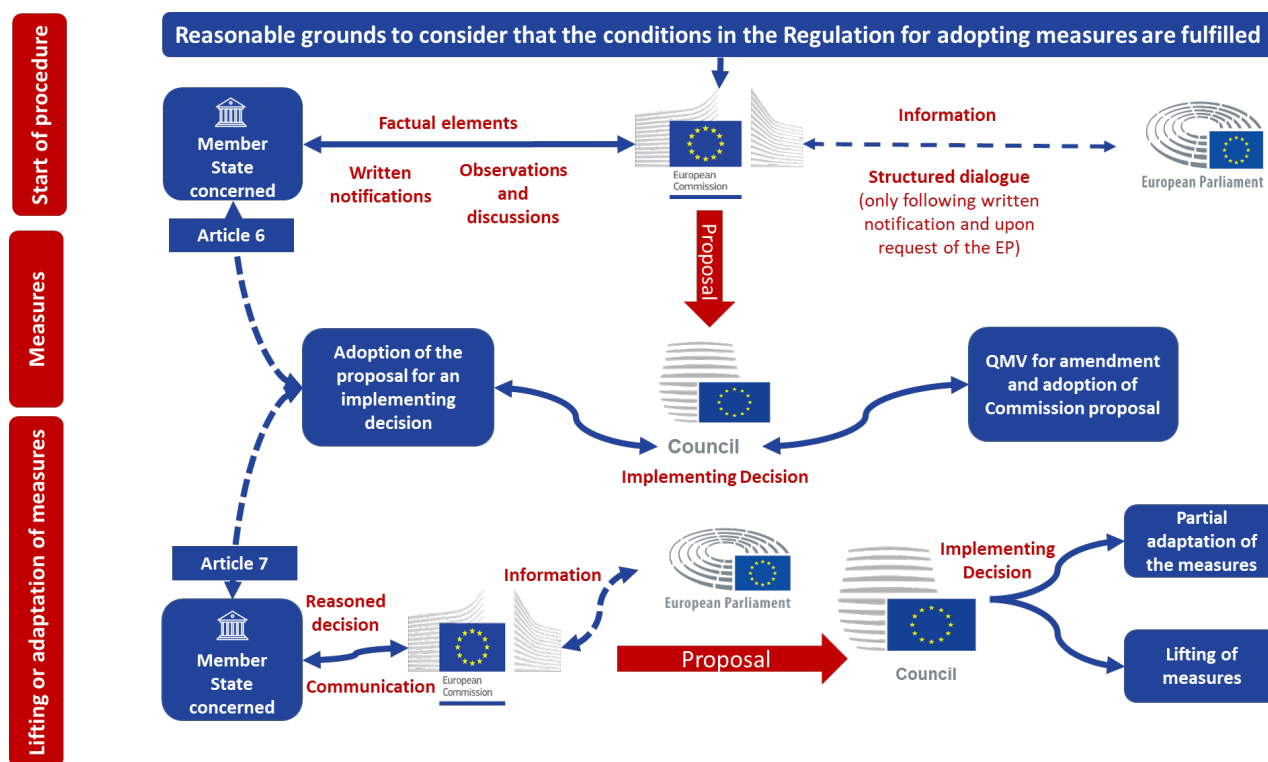 Reasonable grounds to consider that the conditions in the Regulation for adopting measures are fulfilled
Start of procedure
Member
State
concerned
Factual elements
Written
notifications
Observations
and
discussions
European
Commission
Information
Structured dialogue
(only following written
notification and upon
request of the EP)
European Parliament
Article 6
Proposal
Measures
Adoption of the
proposal for an
implementing
decision
Council
Implementing Decision
QMV for amendment
and adoption of
Commission proposal
Lifting or adaptation of measures
Article 7
Member
State
concerned
Reasoned
decision
Communication
European
Commission
Information
European Parliament
Proposal
Council
Implementing
Decision
Partial
adaptation of
the measures
Lifting of
measures